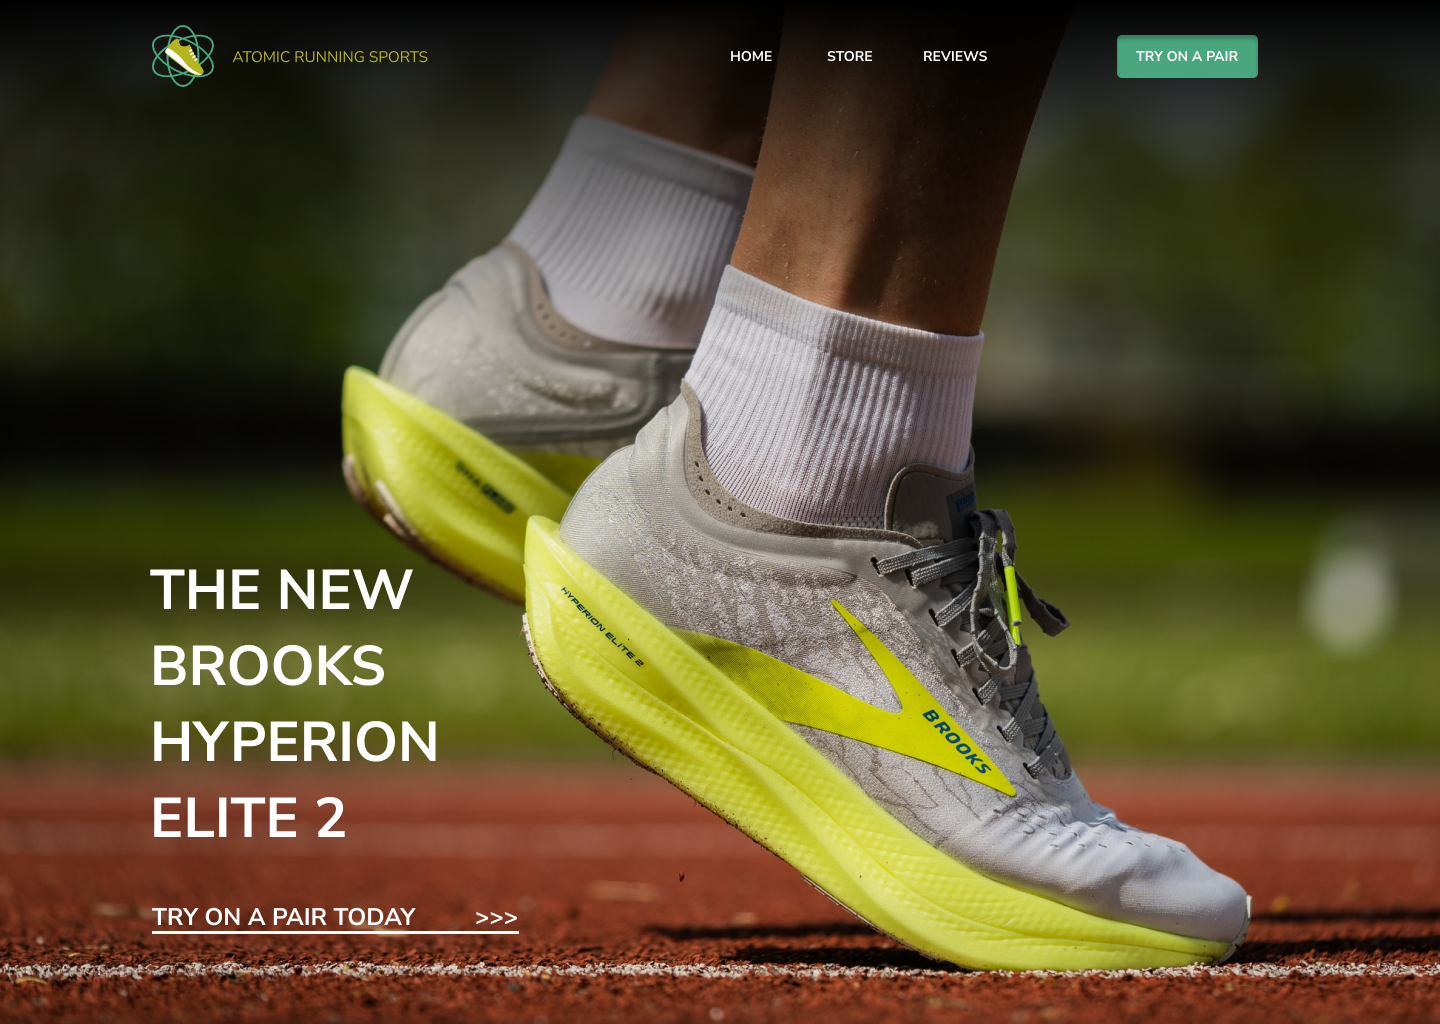 ATOMIC RUNNING SPORTS
HOME
STORE
REVIEWS
TRY ON A PAIR
HYPERION ELITE 2
BROOKS
THE NEW
BROOKS
HYPERION
ELITE 2
TRY ON A PAIR TODAY >>>